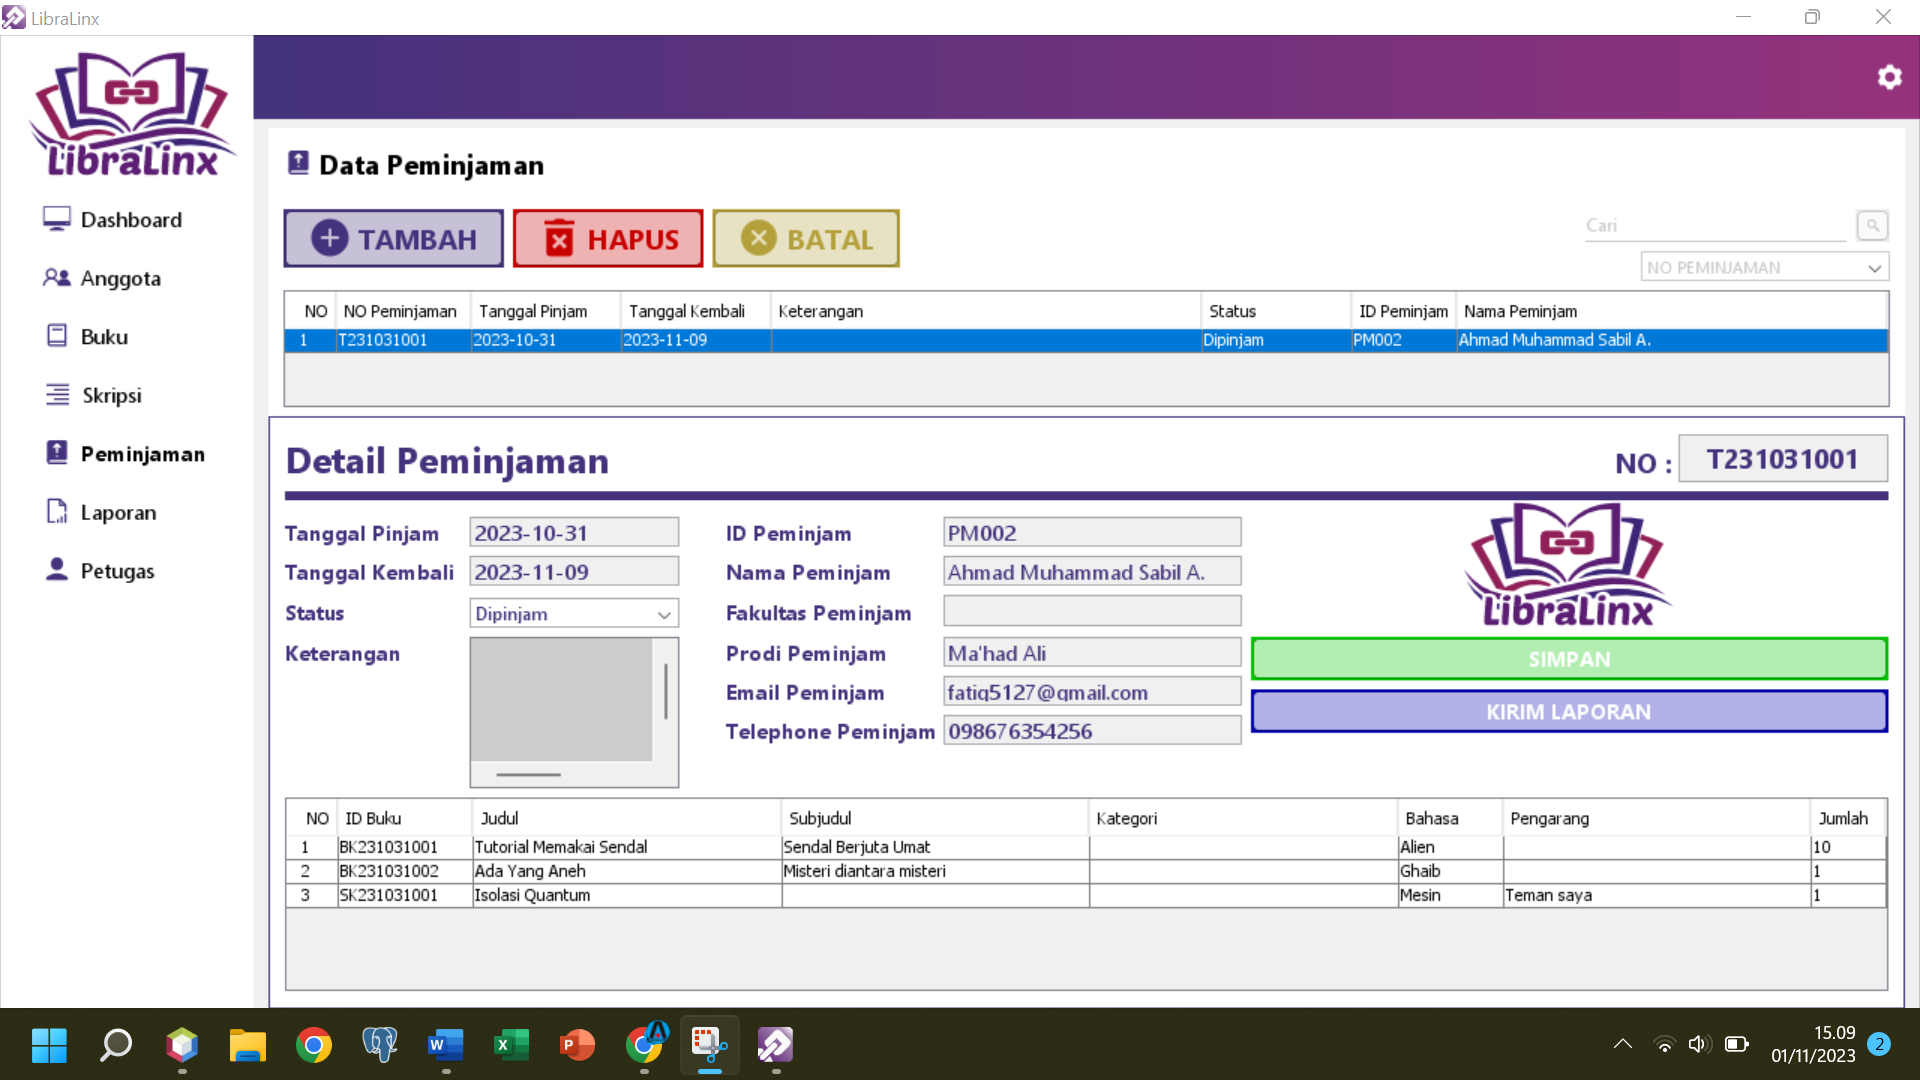 LibraLinx
LibraLinx
Dashboard
Anggota
Buku
Skripsi
Peminjaman
Laporan
Petugas
Data Peminjaman
TAMBAH HAPUS BATAL
Cari
NO PEMINJAMAN
NO NO Peminjaman Tanggal Pinjam Tanggal Kembali Keterangan Status ID Peminjam Nama Peminjam
1 T231031001 2023-10-31 2023-11-09 Dipinjam PM002 Ahmad Muhammad Sabil A.
Detail Peminjaman
NO : T231031001
Tanggal Pinjam 2023-10-31
Tanggal Kembali 2023-11-09
Status Dipinjam
Keterangan
ID Peminjam PM002
Nama Peminjam Ahmad Muhammad Sabil A.
Fakultas Peminjam
Prodi Peminjam Ma'had Ali
Email Peminjam fatiq5127@gmail.com
Telephone Peminjam 098676354256
LibraLinx
SIMPAN
KIRIM LAPORAN
NO ID Buku Judul Subjudul Kategori Bahasa Pengarang Jumlah
1 BK231031001 Tutorial Memakai Sendal Sendal Berjuta Umat Alien 10
2 BK231031002 Ada Yang Aneh Misteri diantara misteri Ghaib 1
3 SK231031001 Isolasi Quantum Mesin Teman saya 1
W X P A
15.09
01/11/2023
2